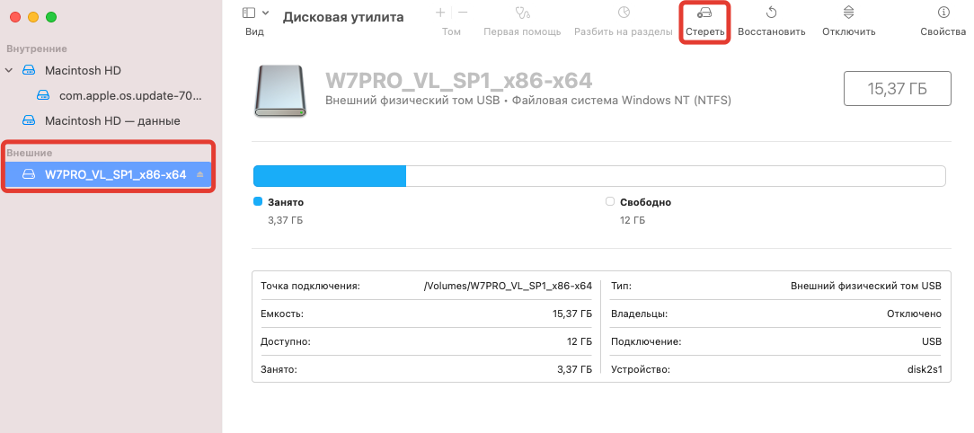 Вид
Дисковая утилита
Том
Первая помощь
Разбить на разделы
Стереть
Восстановить
Отключить
Свойства
Внутренние
Macintosh HD
com.apple.os.update-70...
Macintosh HD — данные
Внешние
W7PRO_VL_SP1_x86-x64
W7PRO_VL_SP1_x86-x64
Внешний физический том USB • Файловая система Windows NT (NTFS)
15,37 ГБ
Занято
3,37 ГБ
Свободно
12 ГБ
Точка подключения: /Volumes/W7PRO_VL_SP1_x86-x64
Емкость: 15,37 ГБ
Доступно: 12 ГБ
Занято: 3,37 ГБ
Тип: Внешний физический том USB
Владельцы: Отключено
Подключение: USB
Устройство: disk2s1